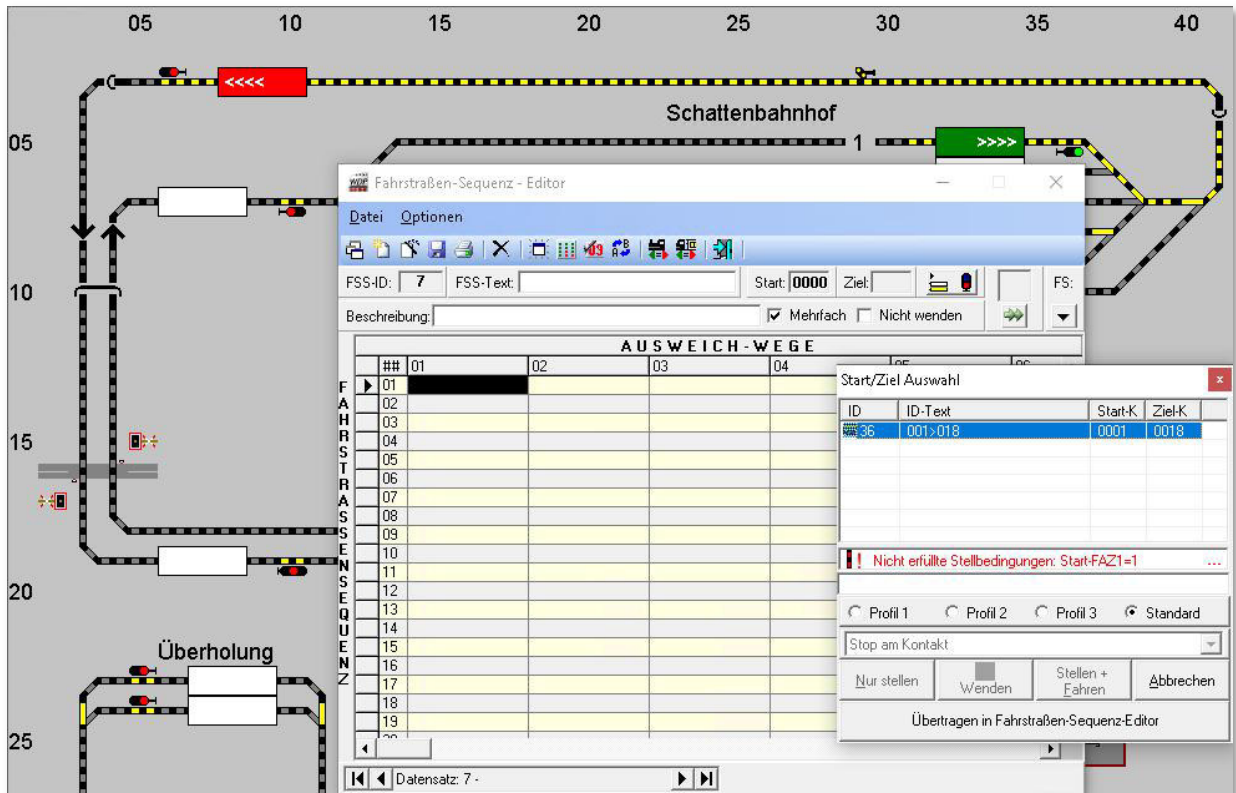 05 10 15 20 25 30 35 40
<<<<
Schattenbahnhof
05
1
>>>>
WDP Fahrstraßen-Sequenz - Editor
Datei Optionen
10
FSS-ID: 7 FSS-Text: Start: 0000 Ziel: FS:
Beschreibung: Mehrfach Nicht wenden
AUSWEICH-WEGE
## 01 02 03 04
FAHRSTRASSENSEQUENZ
01
02
03
04
05
06
07
08
09
10
11
12
13
14
15
16
17
18
19
Start/Ziel Auswahl
ID ID-Text Start-K Ziel-K
36 001>018 0001 0018
Nicht erfüllte Stellbedingungen: Start-FAZ1=1 ...
Profil 1 Profil 2 Profil 3 Standard
Stop am Kontakt
Nur stellen Wenden Stellen + Fahren Abbrechen
Übertragen in Fahrstraßen-Sequenz-Editor
15
20
Überholung
25
Datensatz: 7 -